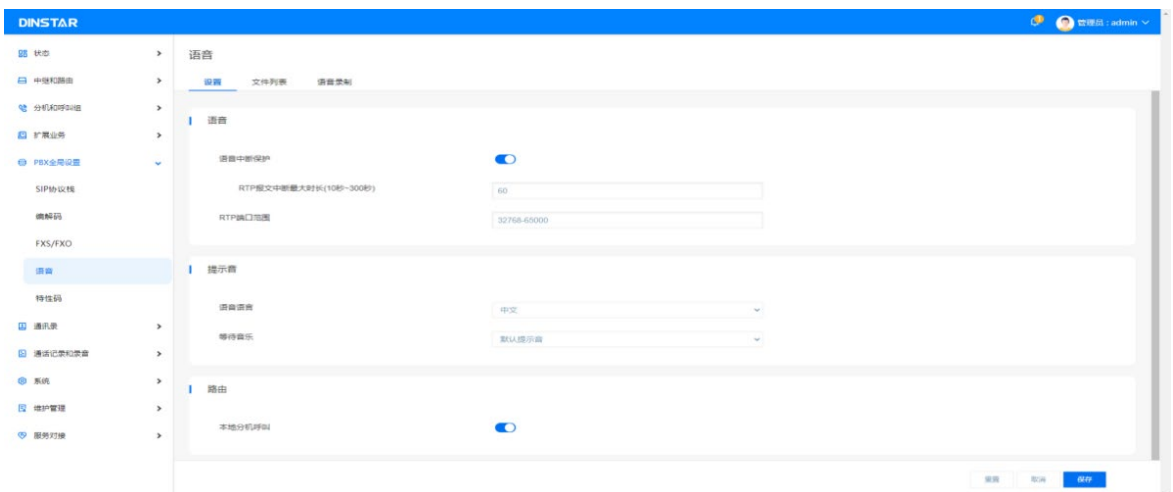 DINSTAR
管理员 : admin
状态
中继和路由
分机和呼叫组
扩展业务
PBX全局设置
SIP协议栈
编解码
FXS/FXO
语音
特性码
通讯录
通话记录和录音
系统
维护管理
服务对接
语音
设置 文件列表 语音录制
语音
语音中断保护
RTP报文中断最大时长(10秒~300秒) 60
RTP端口范围 32768-65000
提示音
语音语言 中文
等待音乐 默认提示音
路由
本地分机呼叫
重置 取消 保存